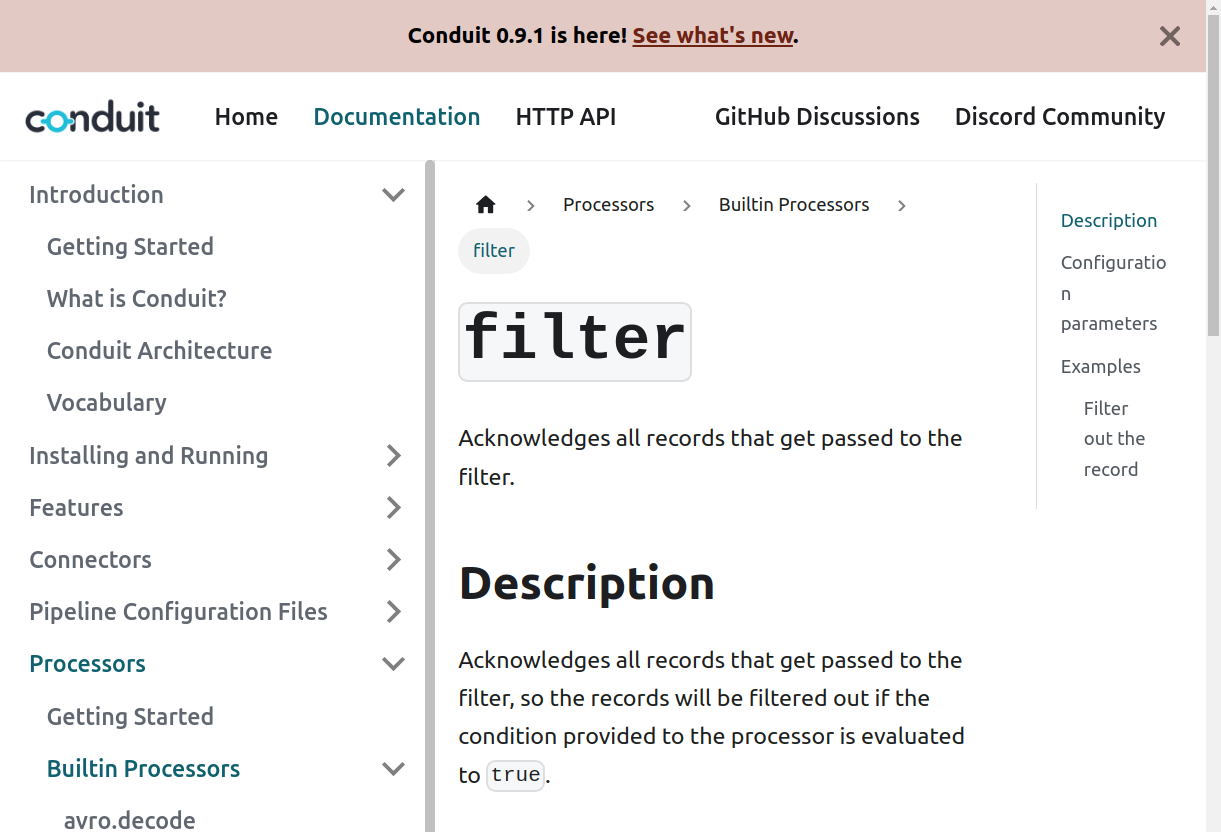 Conduit 0.9.1 is here! See what's new.
conduit
Home
Documentation
HTTP API
GitHub Discussions
Discord Community
Introduction
Getting Started
What is Conduit?
Conduit Architecture
Vocabulary
Installing and Running
Features
Connectors
Pipeline Configuration Files
Processors
Getting Started
Builtin Processors
avro.decode
Processors
Builtin Processors
filter
filter
Acknowledges all records that get passed to the
filter.
Description
Acknowledges all records that get passed to the
filter, so the records will be filtered out if the
condition provided to the processor is evaluated
to true.
Description
Configuratio
n
parameters
Examples
Filter
out the
record